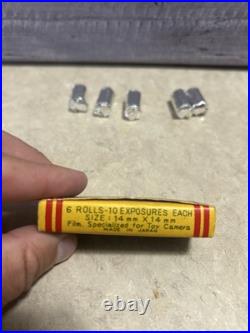 6 ROLLS-10 EXPOSURES EACH
SIZE : 14 mm X 14 mm
Film. Specialized for Toy Camera
MADE IN JAPAN